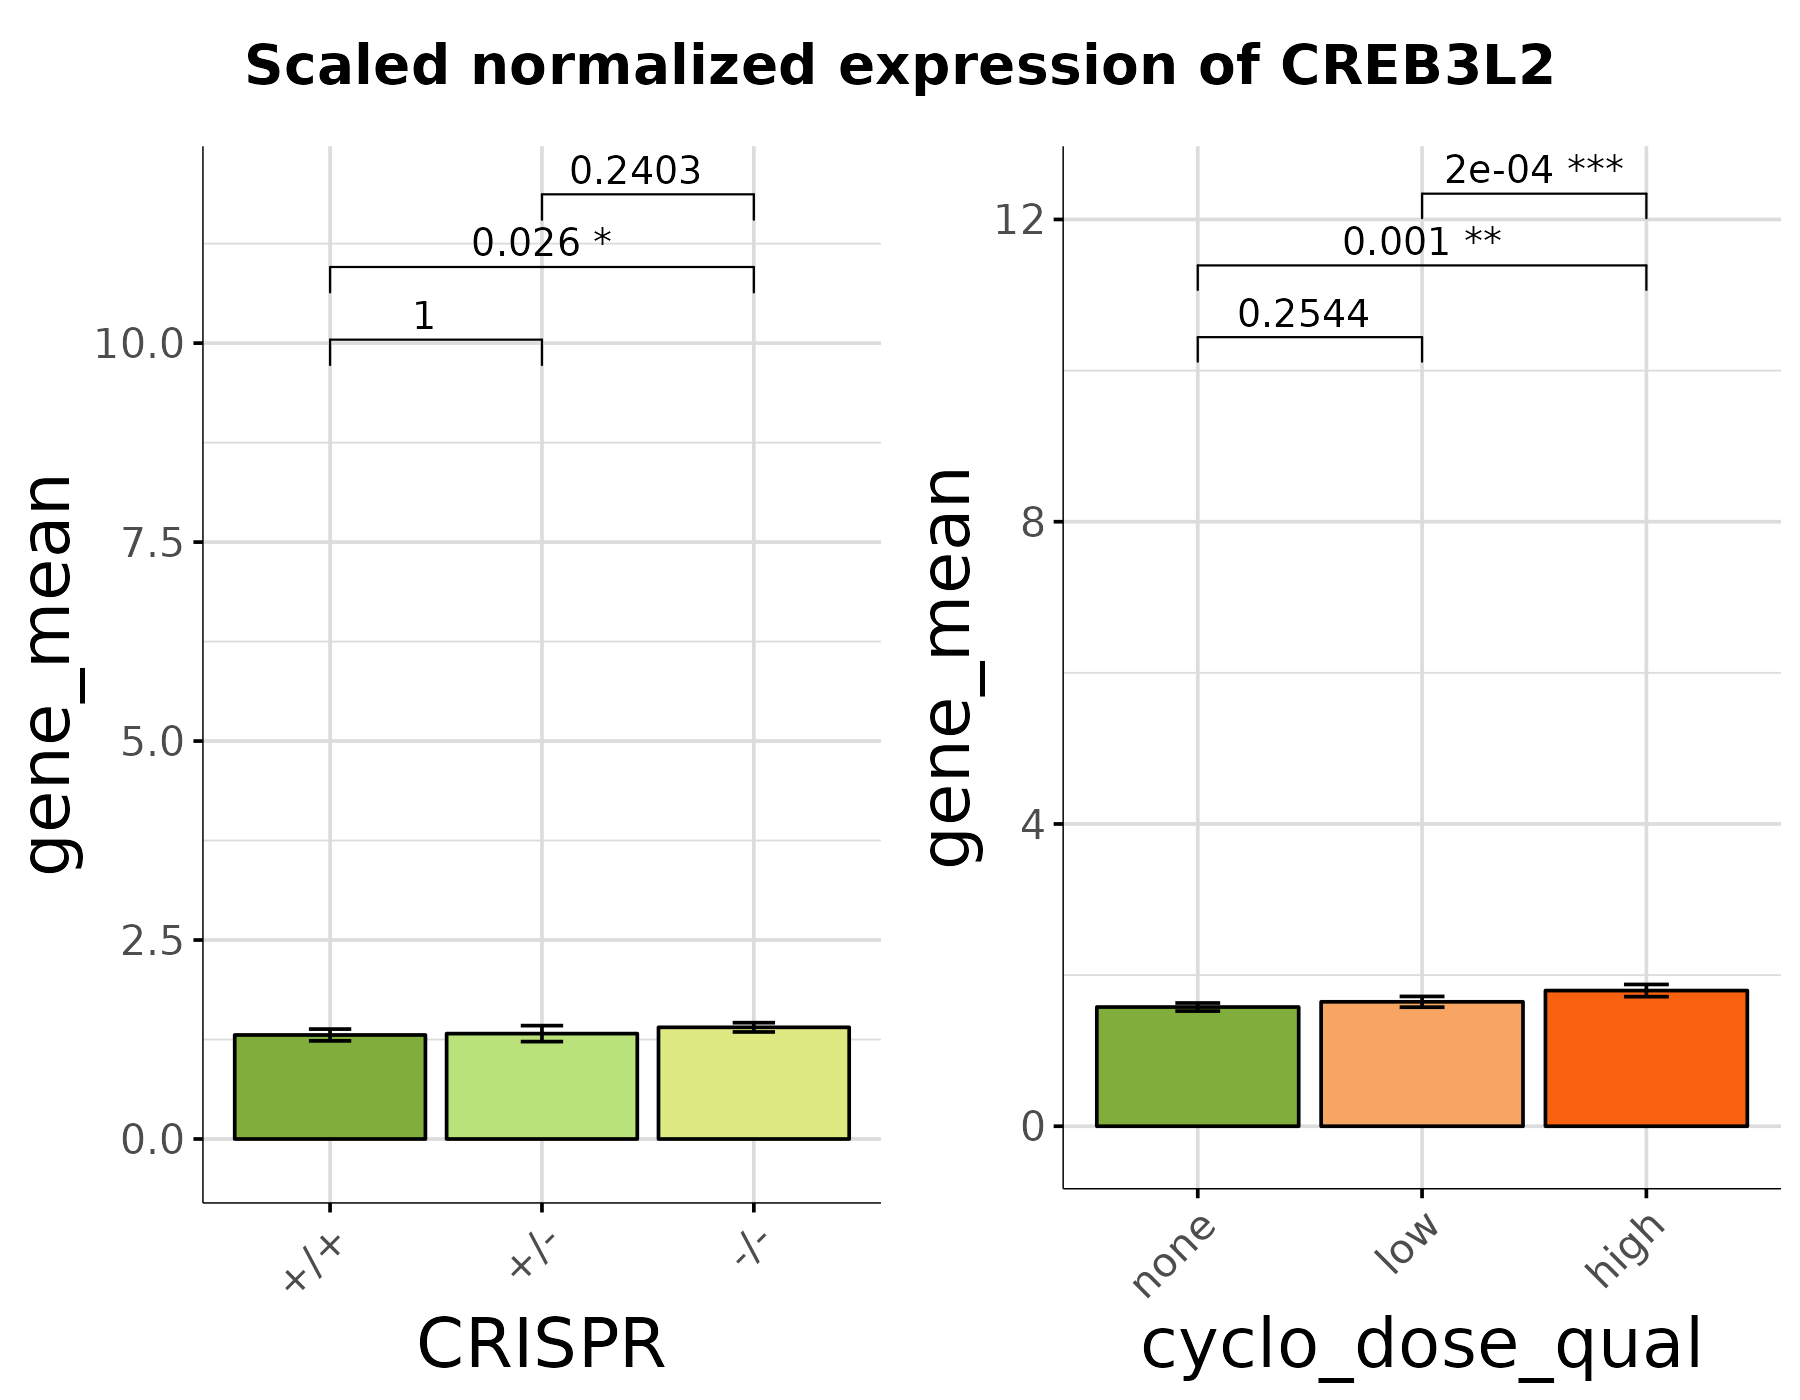 Scaled normalized expression of CREB3L2
gene_mean
10.0
7.5
5.0
2.5
0.0
0.2403
0.026 *
1
+/+
+/-
-/-
CRISPR
gene_mean
12
8
4
0
2e-04 ***
0.001 **
0.2544
none
low
high
cyclo_dose_qual